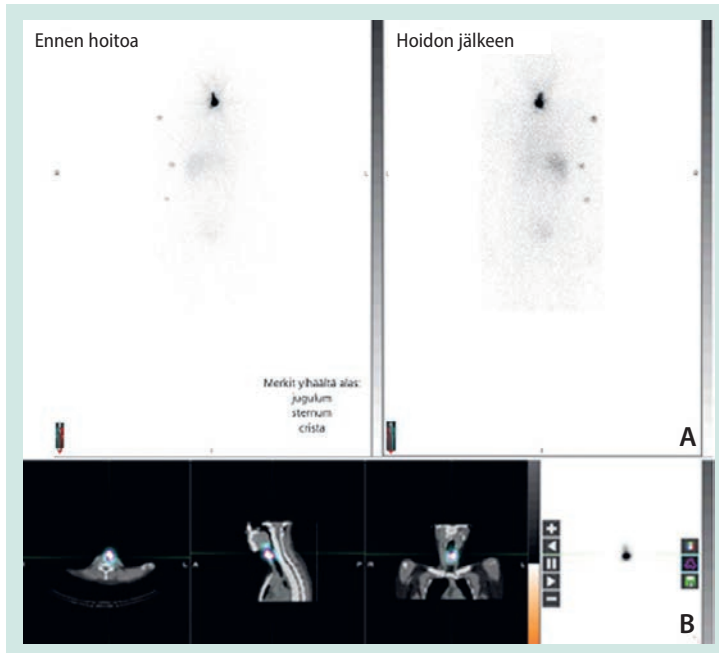 Ennen hoitoa
Hoidon jälkeen
R
L
L
R
Merkit ylhäältä alas:
jugulum
sternum
crista
A
L
A
P
R
L
B